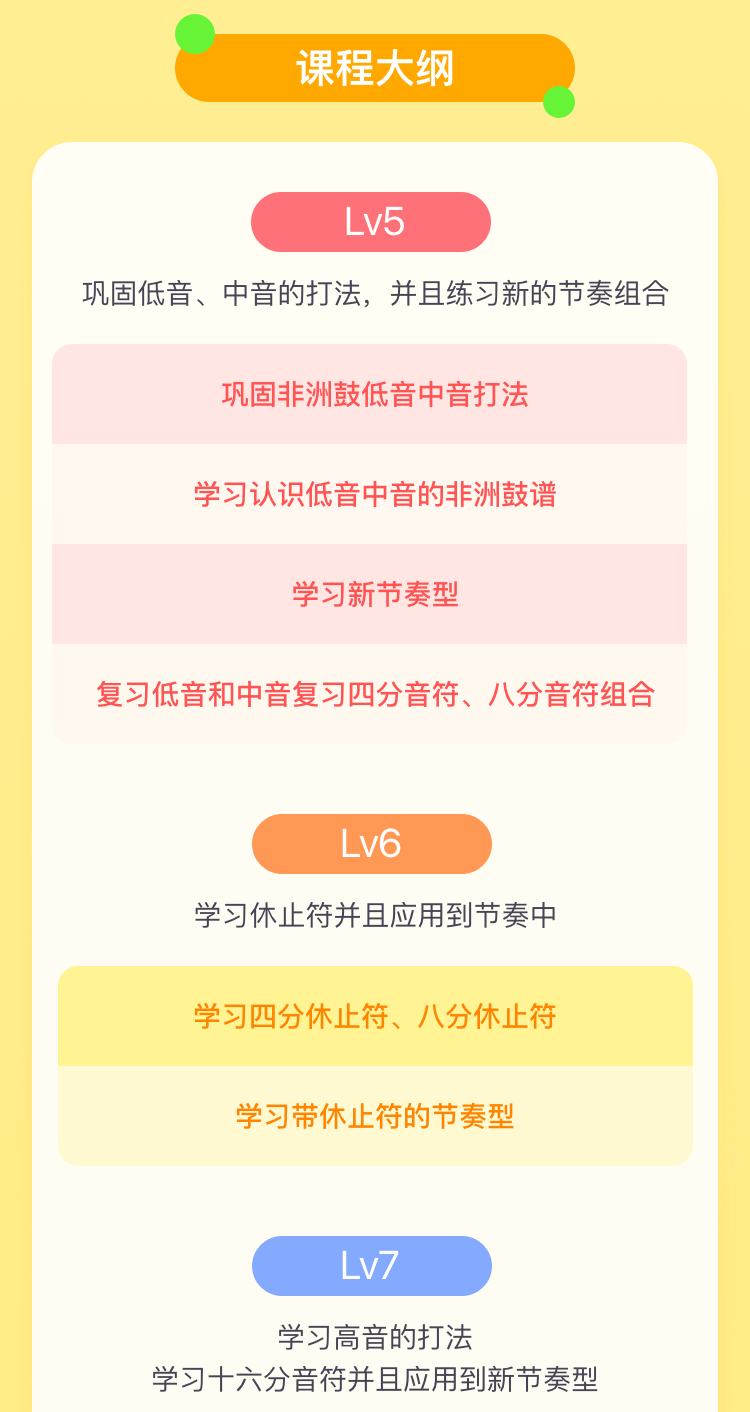 课程大纲
Lv5
巩固低音、中音的打法，并且练习新的节奏组合
巩固非洲鼓低音中音打法
学习认识低音中音的非洲鼓谱
学习新节奏型
复习低音和中音复习四分音符、八分音符组合
Lv6
学习休止符并且应用到节奏中
学习四分休止符、八分休止符
学习带休止符的节奏型
Lv7
学习高音的打法
学习十六分音符并且应用到新节奏型